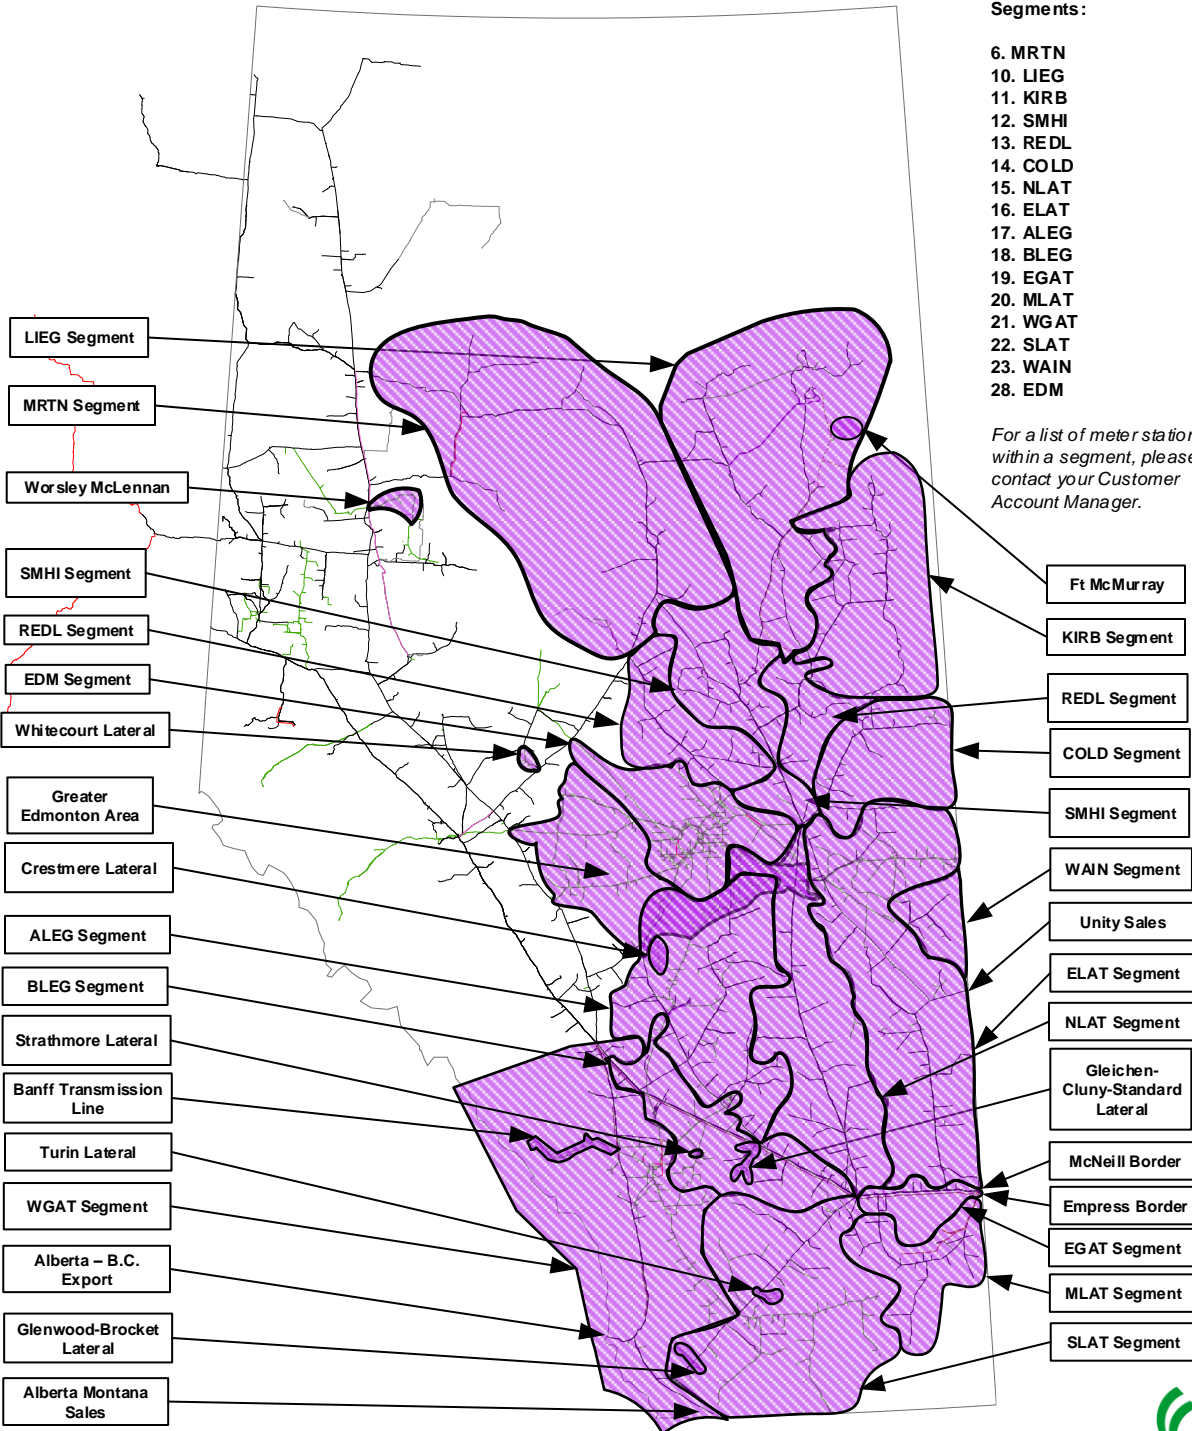 Segments:
6. MRTN
10. LIEG
11. KIRB
12. SMHI
13. REDL
14. COLD
15. NLAT
16. ELAT
17. ALEG
18. BLEG
19. EGAT
20. MLAT
21. WGAT
22. SLAT
23. WAIN
28. EDM
For a list of meter station
within a segment, please
contact your Customer
Account Manager.
LIEG Segment
MRTN Segment
Worsley McLennan
SMHI Segment
REDL Segment
EDM Segment
Whitecourt Lateral
Greater
Edmonton Area
Crestmere Lateral
ALEG Segment
BLEG Segment
Strathmore Lateral
Banff Transmission
Line
Turin Lateral
WGAT Segment
Alberta – B.C.
Export
Glenwood-Brocket
Lateral
Alberta Montana
Sales
Ft McMurray
KIRB Segment
REDL Segment
COLD Segment
SMHI Segment
WAIN Segment
Unity Sales
ELAT Segment
NLAT Segment
Gleichen-
Cluny-Standard
Lateral
McNeill Border
Empress Border
EGAT Segment
MLAT Segment
SLAT Segment